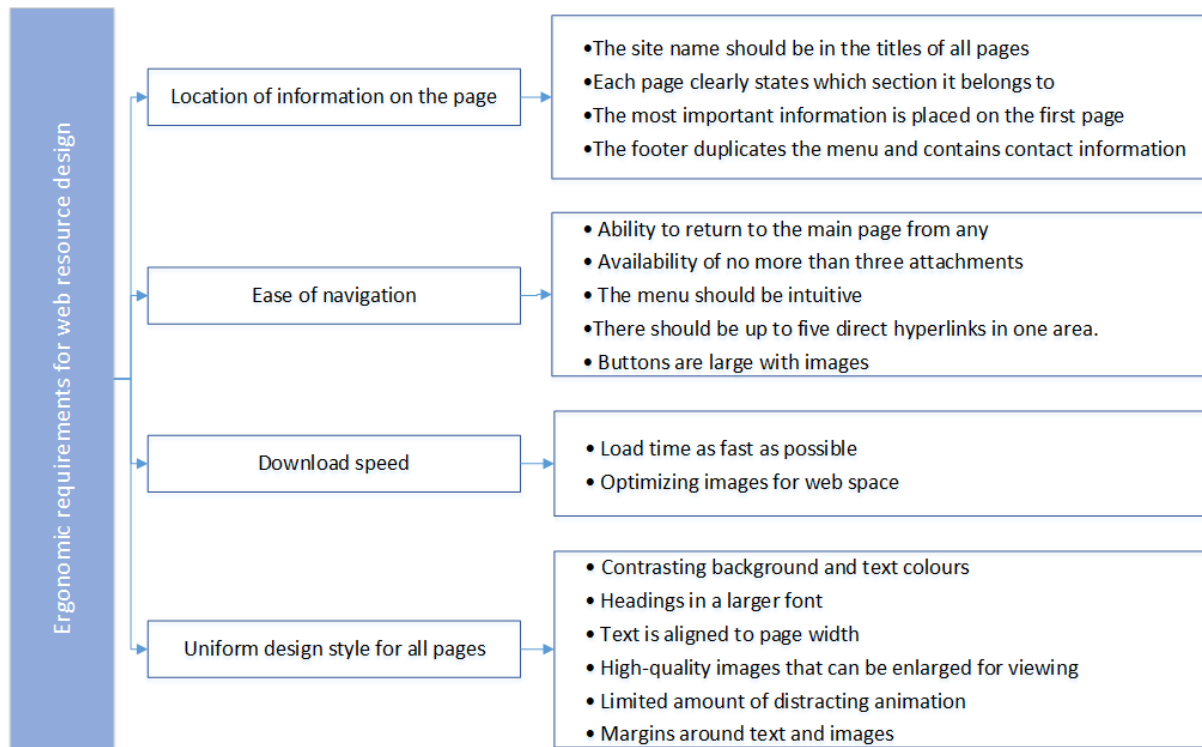 Ergonomic requirements for web resource design
Location of information on the page
•The site name should be in the titles of all pages
•Each page clearly states which section it belongs to
•The most important information is placed on the first page
•The footer duplicates the menu and contains contact information
Ease of navigation
• Ability to return to the main page from any
• Availability of no more than three attachments
• The menu should be intuitive
•There should be up to five direct hyperlinks in one area.
• Buttons are large with images
Download speed
• Load time as fast as possible
• Optimizing images for web space
Uniform design style for all pages
• Contrasting background and text colours
• Headings in a larger font
• Text is aligned to page width
• High-quality images that can be enlarged for viewing
• Limited amount of distracting animation
• Margins around text and images